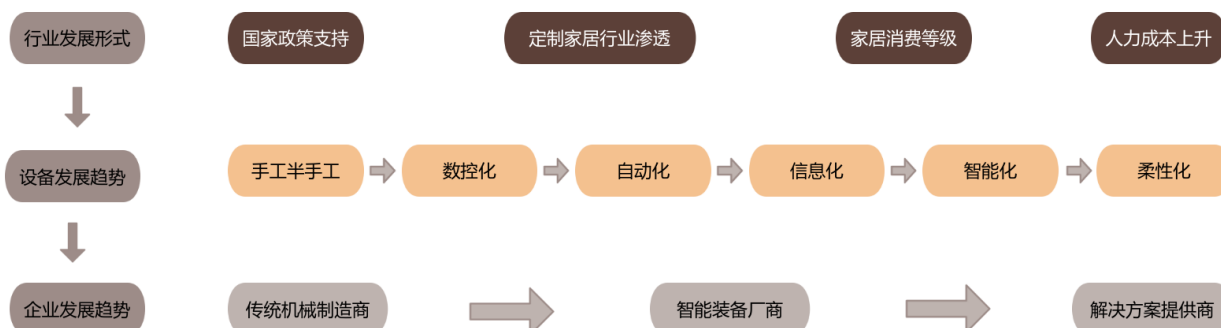 行业发展形式
国家政策支持
定制家居行业渗透
家居消费等级
人力成本上升
设备发展趋势
手工半手工
数控化
自动化
信息化
智能化
柔性化
企业发展趋势
传统机械制造商
智能装备厂商
解决方案提供商